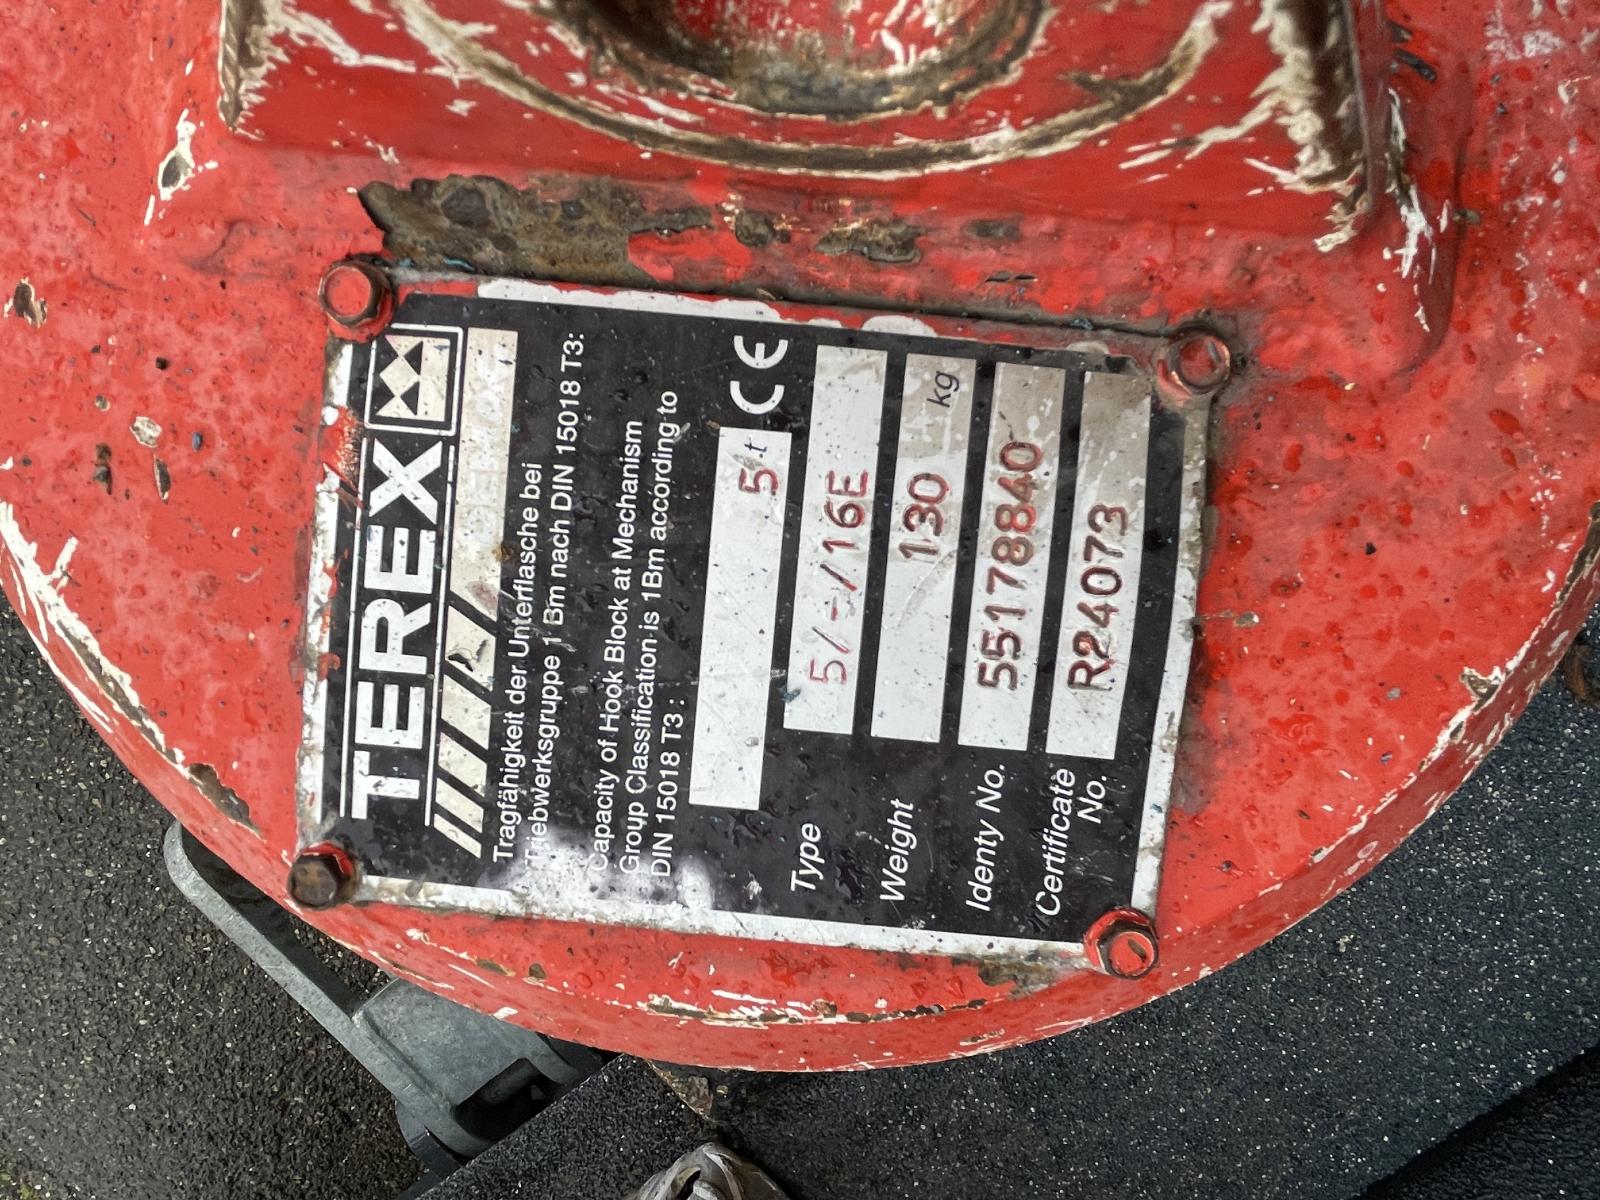 TEREX
Tragfähigkeit der Unterflasche bei
Triebwerksgruppe 1 Bm nach DIN 15018 T3:
Capacity of Hook Block at Mechanism
Group Classification is 1Bm according to
DIN 15018 T3 :
5 t CE
Type 5/-/16E
Weight 130 kg
Identy No. 55178840
Certificate No. R24073